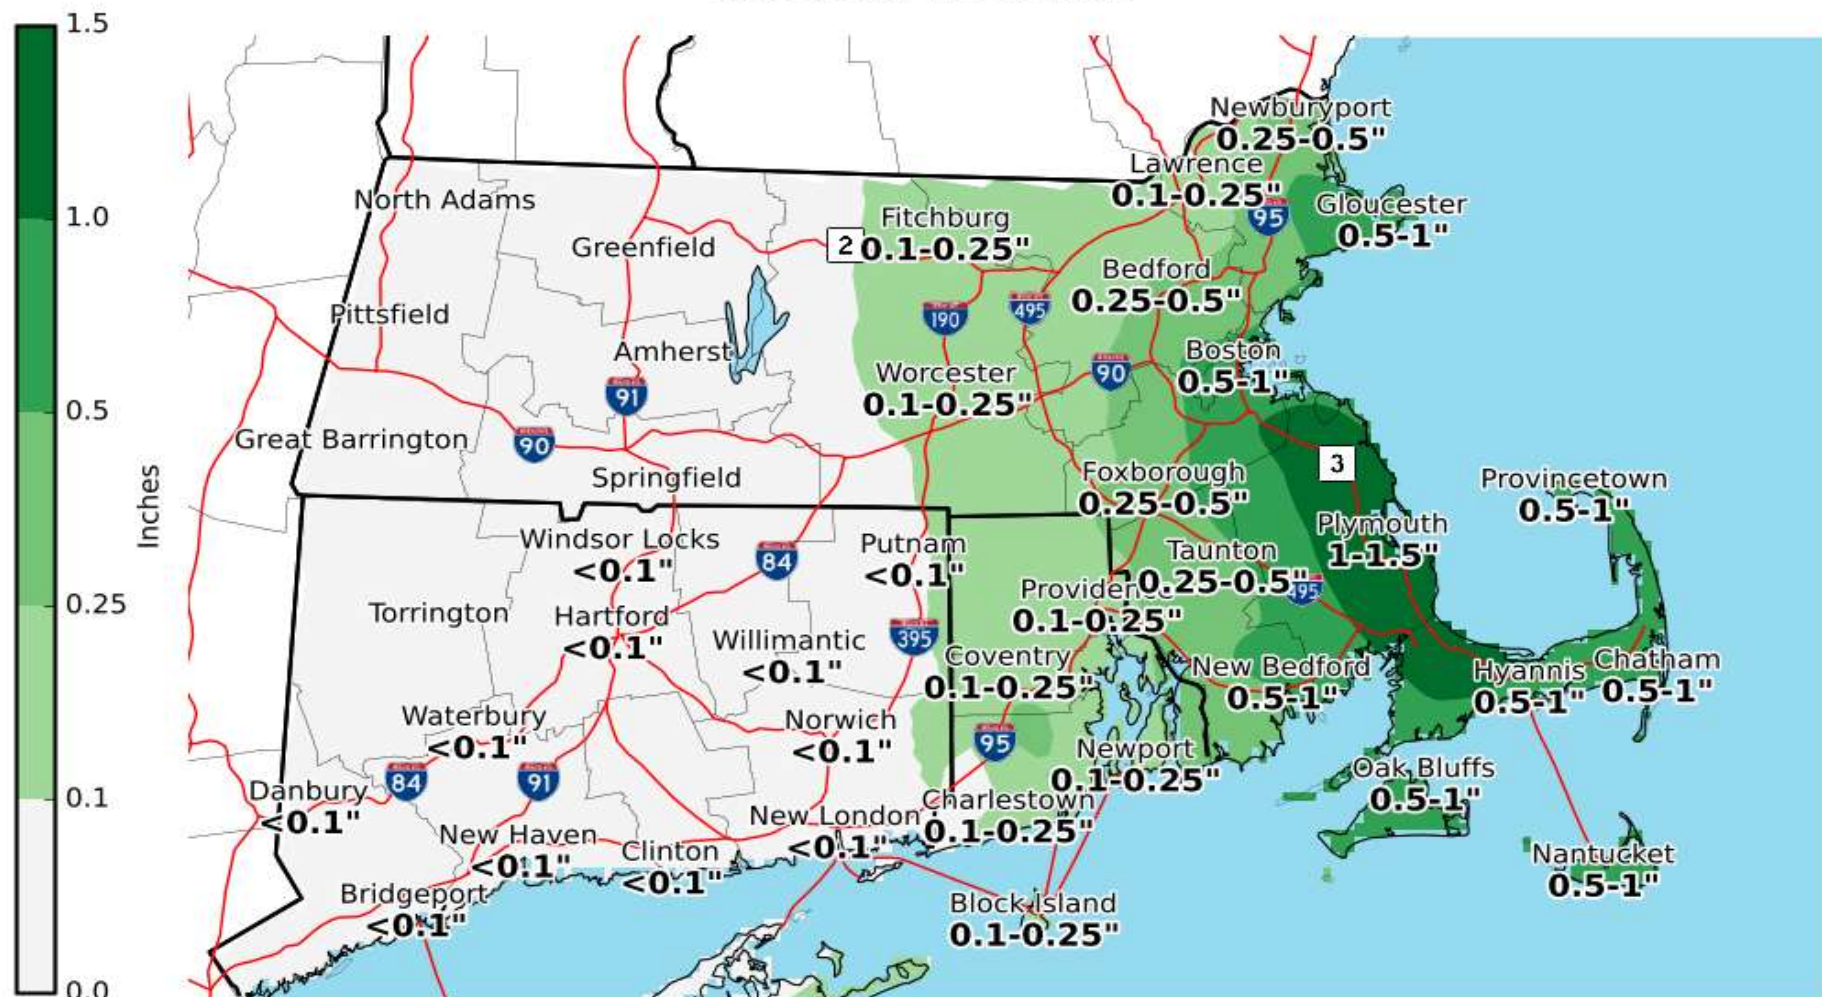 1.5
1.0
0.5
0.25
0.1
0.0
Inches
Newburyport
0.25-0.5"
Lawrence
0.1-0.25"
95
Gloucester
0.5-1"
North Adams
Greenfield
2
Fitchburg
0.1-0.25"
Bedford
0.25-0.5"
190
495
Pittsfield
Amherst
91
Worcester
0.1-0.25"
90
Boston
0.5-1"
Great Barrington
90
Springfield
Foxborough
0.25-0.5"
3
Provincetown
0.5-1"
Windsor Locks
<0.1"
84
Putnam
<0.1"
Taunton
0.25-0.5"
495
Plymouth
1-1.5"
Torrington
Hartford
<0.1"
Willimantic
<0.1"
395
Providence
0.1-0.25"
Coventry
0.1-0.25"
New Bedford
0.5-1"
Hyannis
0.5-1"
Chatham
0.5-1"
Waterbury
<0.1"
Norwich
<0.1"
95
Newport
0.1-0.25"
Danbury
<0.1"
84
91
Oak Bluffs
0.5-1"
New Haven
<0.1"
Clinton
<0.1"
New London
<0.1"
Charlestown
0.1-0.25"
Nantucket
0.5-1"
Bridgeport
<0.1"
Block Island
0.1-0.25"